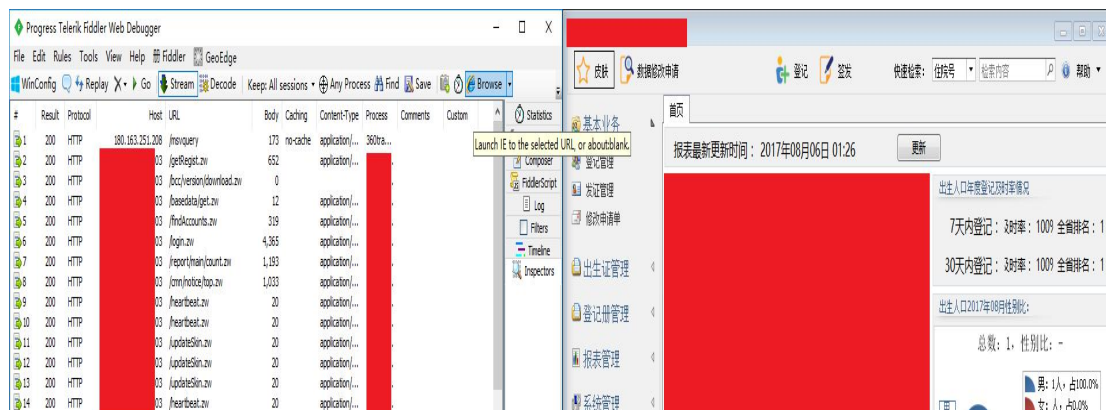 Progress Telerik Fiddler Web Debugger
File Edit Rules Tools View Help Fiddler GeoEdge
WinConfig Replay Go Stream Decode Keep: All sessions Any Process Find Save Browse
# Result Protocol Host URL Body Caching Content-Type Process Comments Custom
1 200 HTTP 180.163.251.208 /msvquery 173 no-cache application/... 360tra...
2 200 HTTP 03 /getRegist.zw 652 application/...
3 200 HTTP 03 /bcc/version/download.zw 0
4 200 HTTP 03 /basedata/get.zw 12 application/...
5 200 HTTP 03 /findAccounts.zw 319 application/...
6 200 HTTP 03 /login.zw 4,365 application/...
7 200 HTTP 03 /report/main/count.zw 1,193 application/...
8 200 HTTP 03 /cmn/notice/top.zw 1,033 application/...
9 200 HTTP 03 /heartbeat.zw 20 application/...
10 200 HTTP 03 /heartbeat.zw 20 application/...
11 200 HTTP 03 /updateSkin.zw 20 application/...
12 200 HTTP 03 /updateSkin.zw 20 application/...
13 200 HTTP 03 /updateSkin.zw 20 application/...
14 200 HTTP 03 /heartbeat.zw 20 application/...
Statistics
Launch IE to the selected URL, or about:blank.
Composer
FiddlerScript
Log
Filters
Timeline
Inspectors
皮肤 数据修改申请 登记 签发 快速检索: 住院号 检索内容 帮助
首页
基本业务
登记管理
发证管理
修改申请单
出生证管理
登记册管理
报表管理
系统管理
报表最新更新时间: 2017年08月06日 01:26 更新
出生人口年度登记及时率情况
7天内登记: 及时率: 1009 全省排名: 1
30天内登记: 及时率: 1009 全省排名: 1
出生人口2017年08月性别比:
总数: 1, 性别比: -
男: 1人, 占100.0%
女: 人, 占0.0%
男